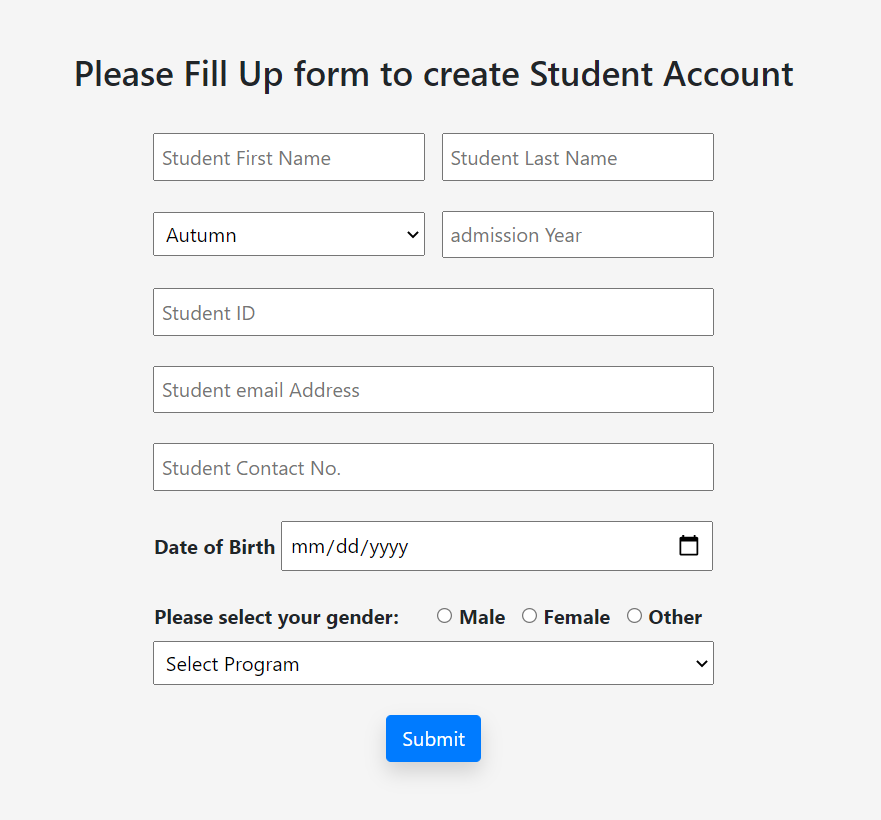 Please Fill Up form to create Student Account
Student First Name Student Last Name
Autumn admission Year
Student ID
Student email Address
Student Contact No.
Date of Birth mm/dd/yyyy
Please select your gender: Male Female Other
Select Program
Submit